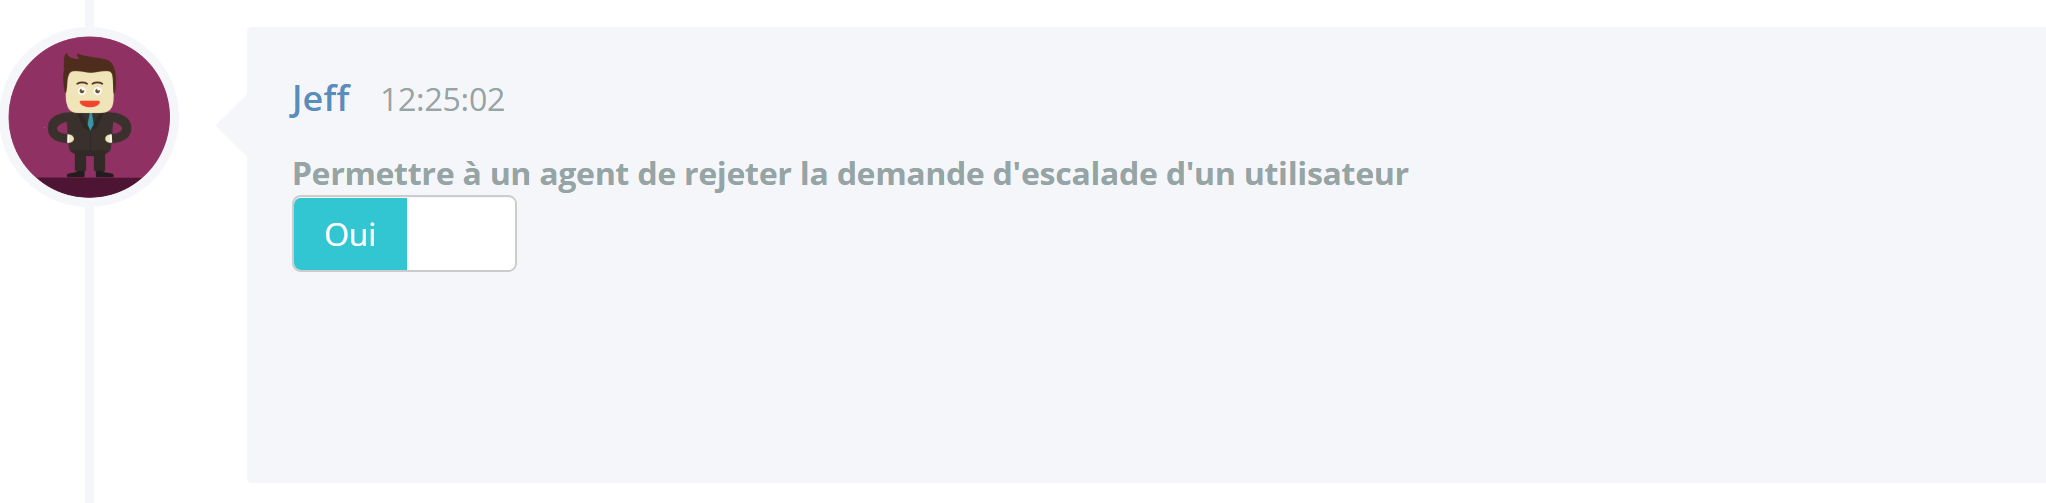 Jeff 12:25:02
Permettre à un agent de rejeter la demande d'escalade d'un utilisateur
Oui